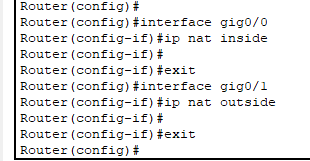 Router(config)#
Router(config)#interface gig0/0
Router(config-if)#ip nat inside
Router(config-if)#
Router(config-if)#exit
Router(config)#interface gig0/1
Router(config-if)#ip nat outside
Router(config-if)#
Router(config-if)#exit
Router(config)#